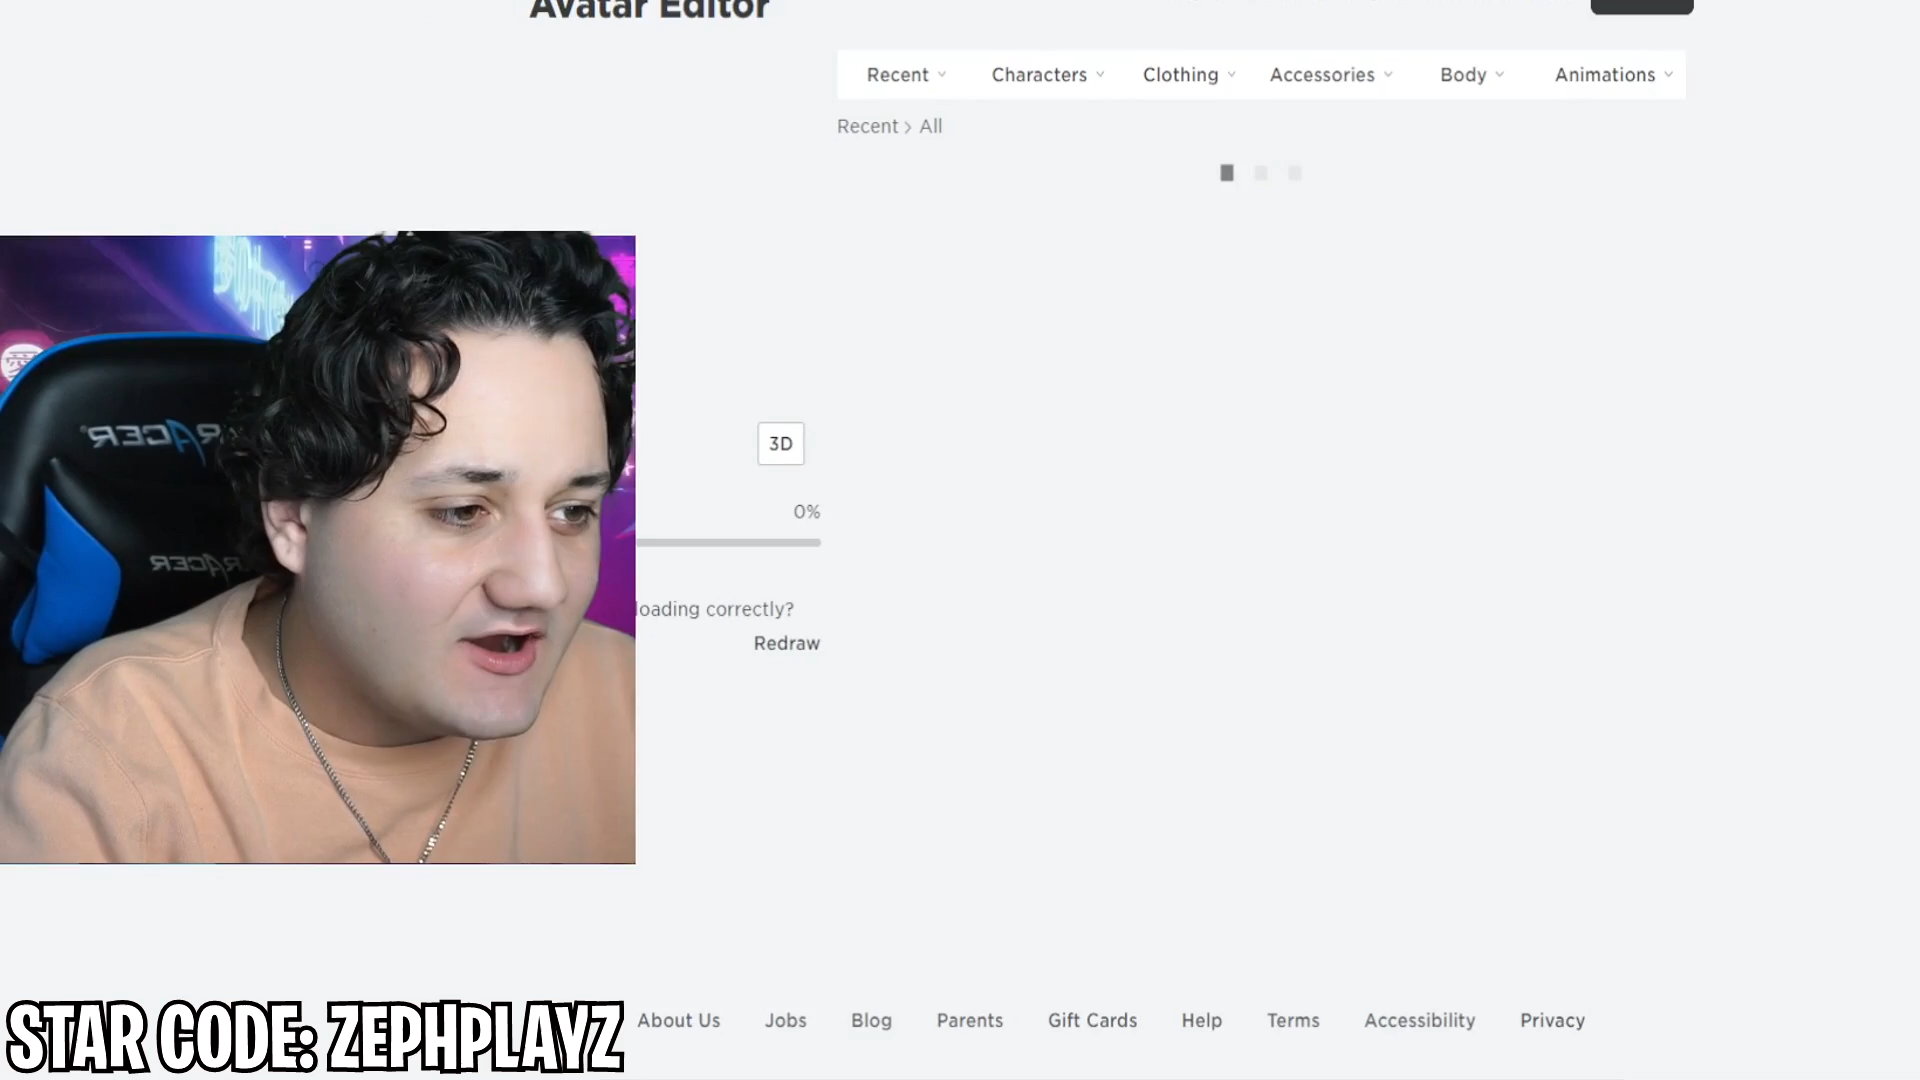 Avatar Editor
Recent Characters Clothing Accessories Body Animations
Recent > All
3D
0%
loading correctly?
Redraw
About Us Jobs Blog Parents Gift Cards Help Terms Accessibility Privacy
STAR CODE: ZEPHPLAYZ